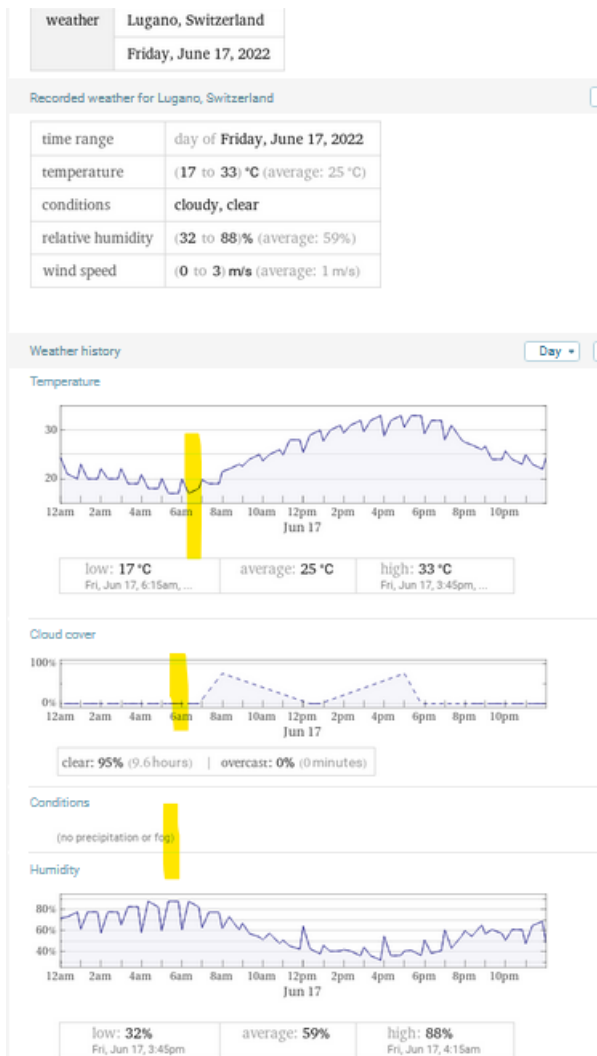 weather Lugano, Switzerland
Friday, June 17, 2022
Recorded weather for Lugano, Switzerland
time range day of Friday, June 17, 2022
temperature (17 to 33) °C (average: 25 °C)
conditions cloudy, clear
relative humidity (32 to 88)% (average: 59%)
wind speed (0 to 3) m/s (average: 1 m/s)
Weather history Day
Temperature
30
20
12am 2am 4am 6am 8am 10am 12pm 2pm 4pm 6pm 8pm 10pm
Jun 17
low: 17 °C average: 25 °C high: 33 °C
Fri, Jun 17, 6:15am, ... Fri, Jun 17, 3:45pm, ...
Cloud cover
100%
0%
12am 2am 4am 6am 8am 10am 12pm 2pm 4pm 6pm 8pm 10pm
Jun 17
clear: 95% (9.6 hours) | overcast: 0% (0 minutes)
Conditions
(no precipitation or fog)
Humidity
80%
60%
40%
12am 2am 4am 6am 8am 10am 12pm 2pm 4pm 6pm 8pm 10pm
Jun 17
low: 32% average: 59% high: 88%
Fri, Jun 17, 3:45pm Fri, Jun 17, 4:15am